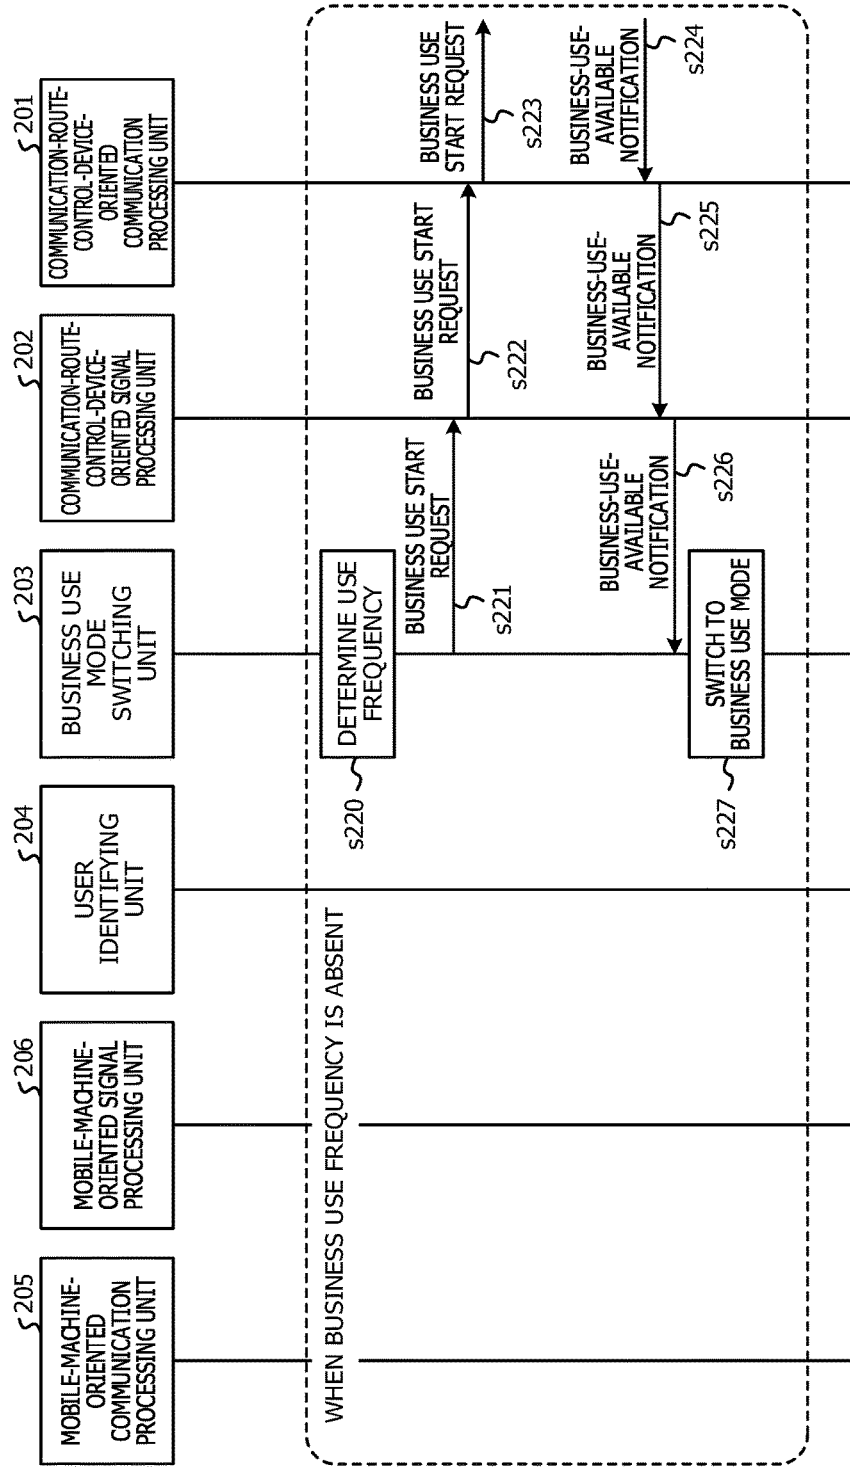 205
MOBILE-MACHINE-
ORIENTED
COMMUNICATION
PROCESSING UNIT
206
MOBILE-MACHINE-
ORIENTED SIGNAL
PROCESSING UNIT
204
USER
IDENTIFYING
UNIT
203
BUSINESS USE
MODE
SWITCHING
UNIT
202
COMMUNICATION-ROUTE-
CONTROL-DEVICE-
ORIENTED SIGNAL
PROCESSING UNIT
201
COMMUNICATION-ROUTE-
CONTROL-DEVICE-
ORIENTED
COMMUNICATION
PROCESSING UNIT
WHEN BUSINESS USE FREQUENCY IS ABSENT
s220
DETERMINE USE
FREQUENCY
BUSINESS USE START
REQUEST
s221
BUSINESS USE START
REQUEST
s222
BUSINESS USE
START REQUEST
s223
BUSINESS-USE-
AVAILABLE
NOTIFICATION
s224
BUSINESS-USE-
AVAILABLE
NOTIFICATION
s225
BUSINESS-USE-
AVAILABLE
NOTIFICATION
s226
s227
SWITCH TO
BUSINESS USE MODE